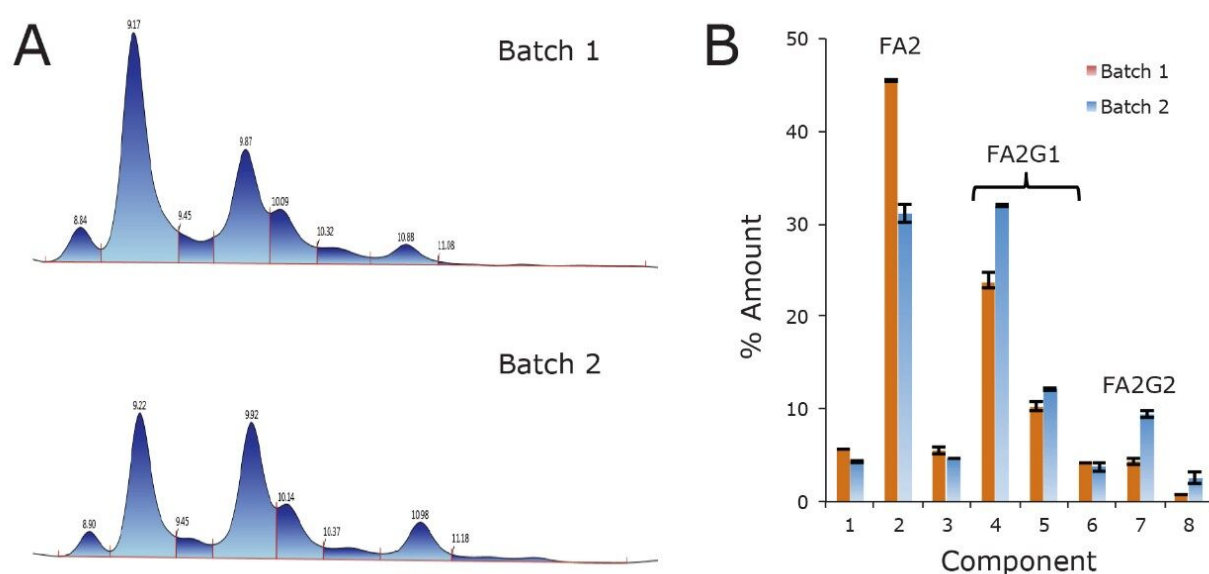 A
Batch 1
9.17
8.84
9.45
9.87
10.09
10.32
10.88
11.08
Batch 2
9.22
8.90
9.45
9.92
10.14
10.37
10.98
11.18
B
Batch 1
Batch 2
FA2
FA2G1
FA2G2
% Amount
50
40
30
20
10
0
1 2 3 4 5 6 7 8
Component